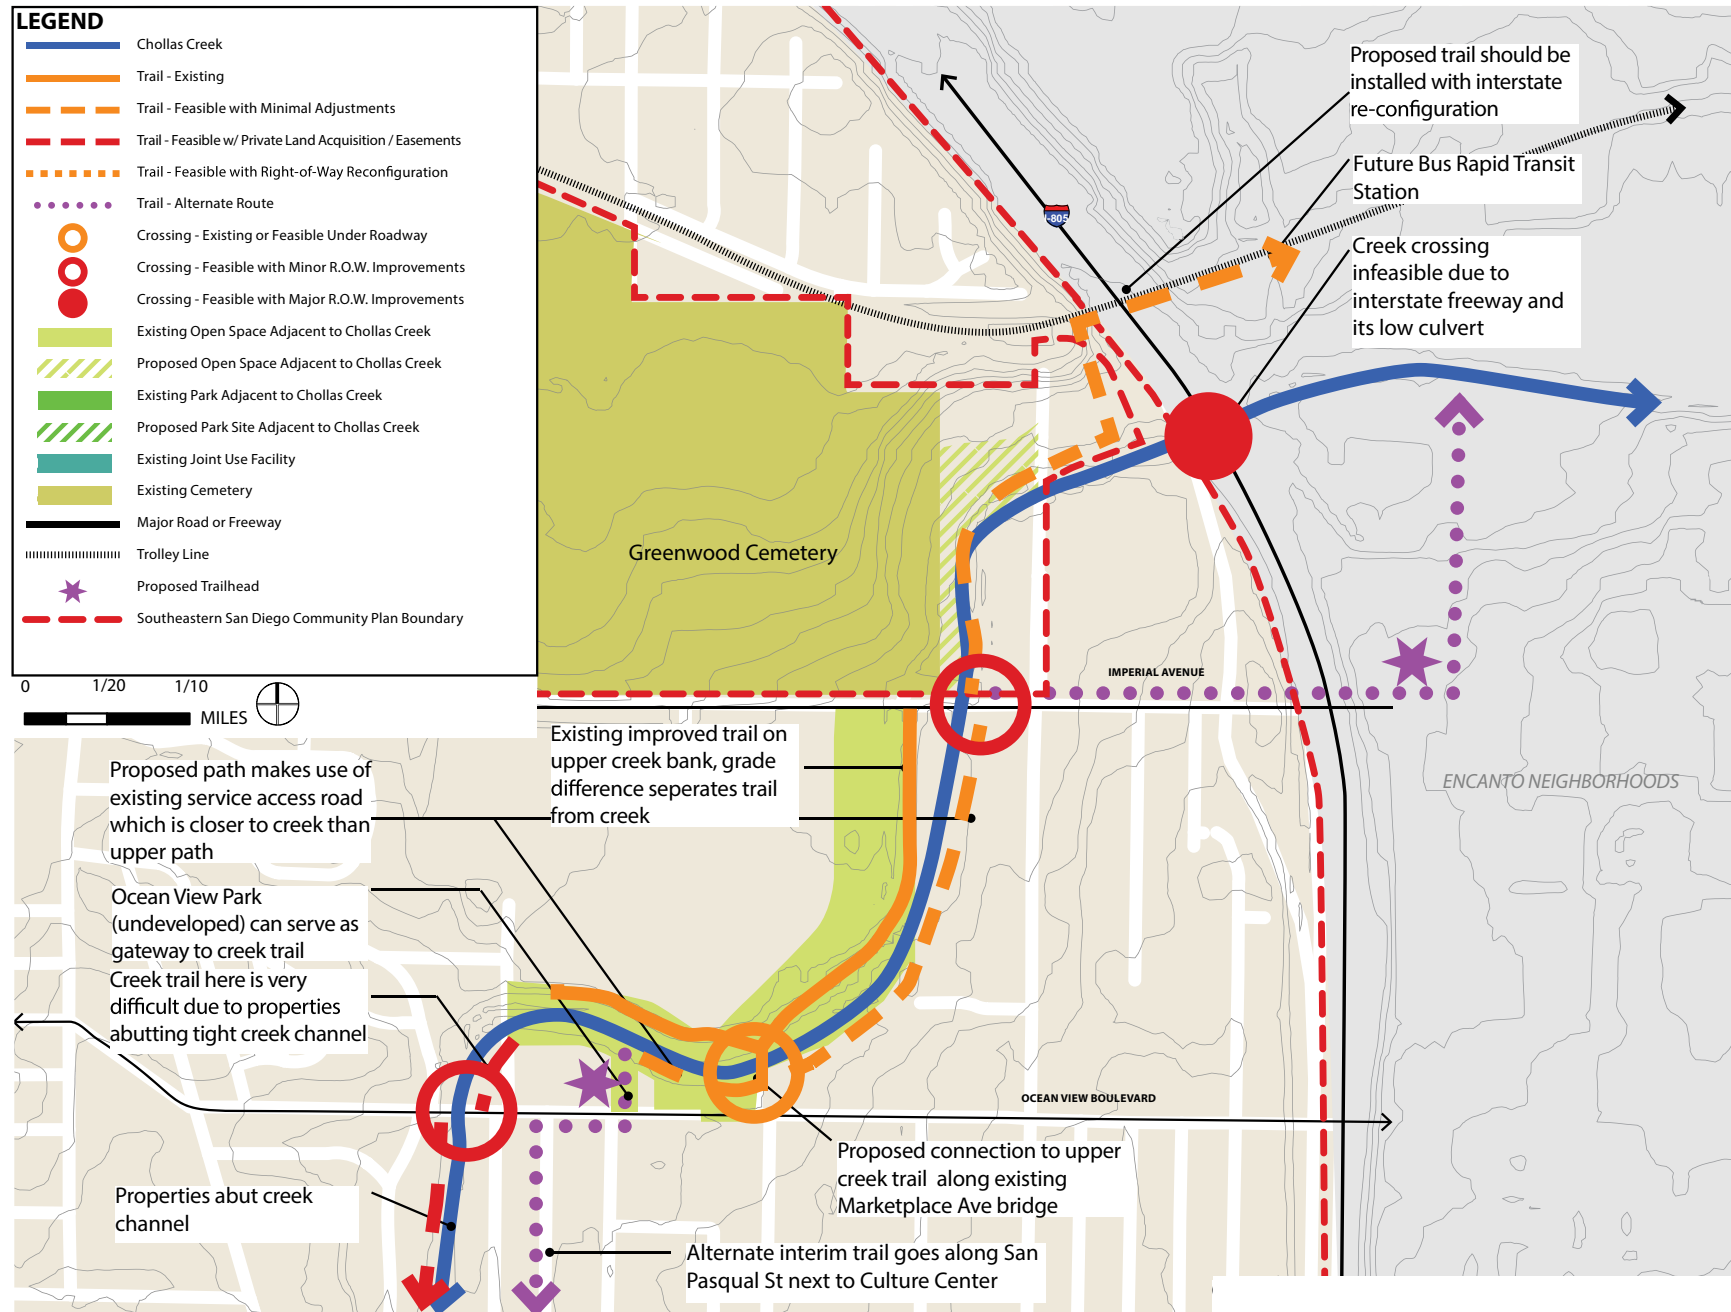 LEGEND
Chollas Creek
Trail - Existing
Trail - Feasible with Minimal Adjustments
Trail - Feasible w/ Private Land Acquisition / Easements
Trail - Feasible with Right-of-Way Reconfiguration
Trail - Alternate Route
Crossing - Existing or Feasible Under Roadway
Crossing - Feasible with Minor R.O.W. Improvements
Crossing - Feasible with Major R.O.W. Improvements
Existing Open Space Adjacent to Chollas Creek
Proposed Open Space Adjacent to Chollas Creek
Existing Park Adjacent to Chollas Creek
Proposed Park Site Adjacent to Chollas Creek
Existing Joint Use Facility
Existing Cemetery
Major Road or Freeway
Trolley Line
Proposed Trailhead
Southeastern San Diego Community Plan Boundary
0 1/20 1/10
MILES
Proposed trail should be
installed with interstate
re-configuration
Future Bus Rapid Transit
Station
Creek crossing
infeasible due to
interstate freeway and
its low culvert
I-805
Greenwood Cemetery
IMPERIAL AVENUE
ENCANTO NEIGHBORHOODS
Existing improved trail on
upper creek bank, grade
difference seperates trail
from creek
Proposed path makes use of
existing service access road
which is closer to creek than
upper path
Ocean View Park
(undeveloped) can serve as
gateway to creek trail
Creek trail here is very
difficult due to properties
abutting tight creek channel
OCEAN VIEW BOULEVARD
Proposed connection to upper
creek trail along existing
Marketplace Ave bridge
Properties abut creek
channel
Alternate interim trail goes along San
Pasqual St next to Culture Center